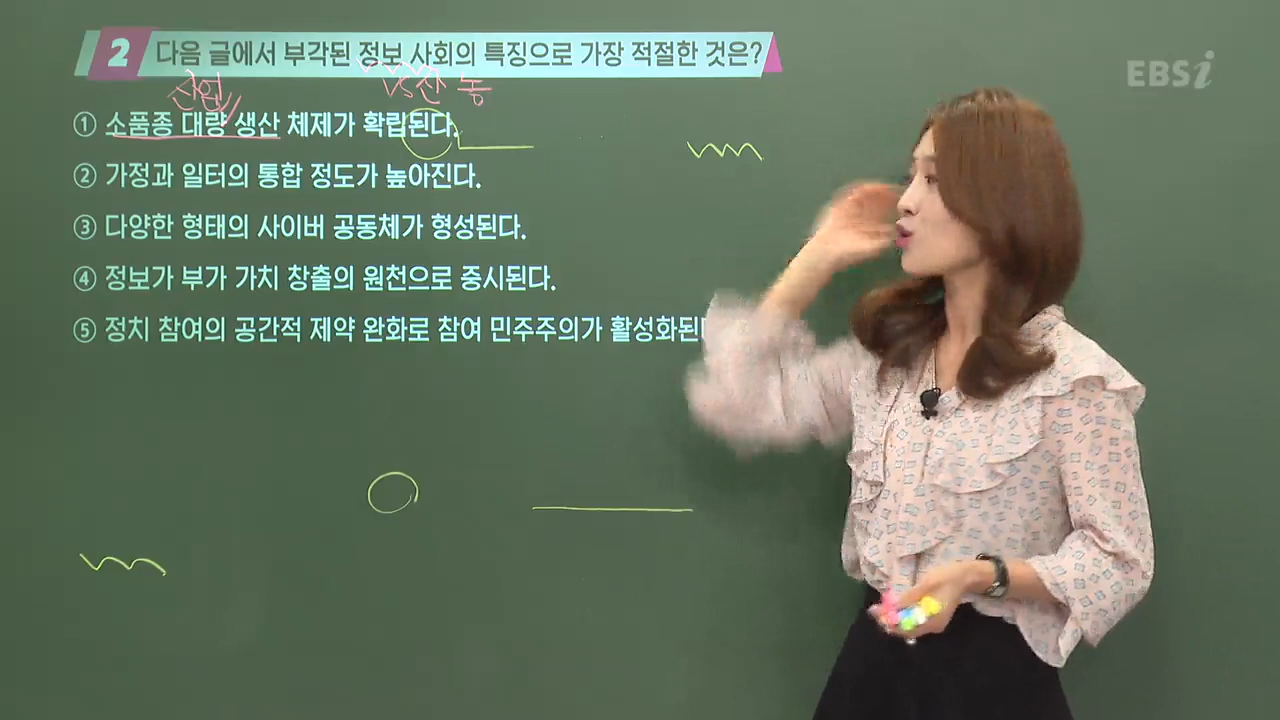 2 다음 글에서 부각된 정보 사회의 특징으로 가장 적절한 것은?
EBSi
산업
VS 산 농
① 소품종 대량 생산 체제가 확립된다.
② 가정과 일터의 통합 정도가 높아진다.
③ 다양한 형태의 사이버 공동체가 형성된다.
④ 정보가 부가 가치 창출의 원천으로 중시된다.
⑤ 정치 참여의 공간적 제약 완화로 참여 민주주의가 활성화된